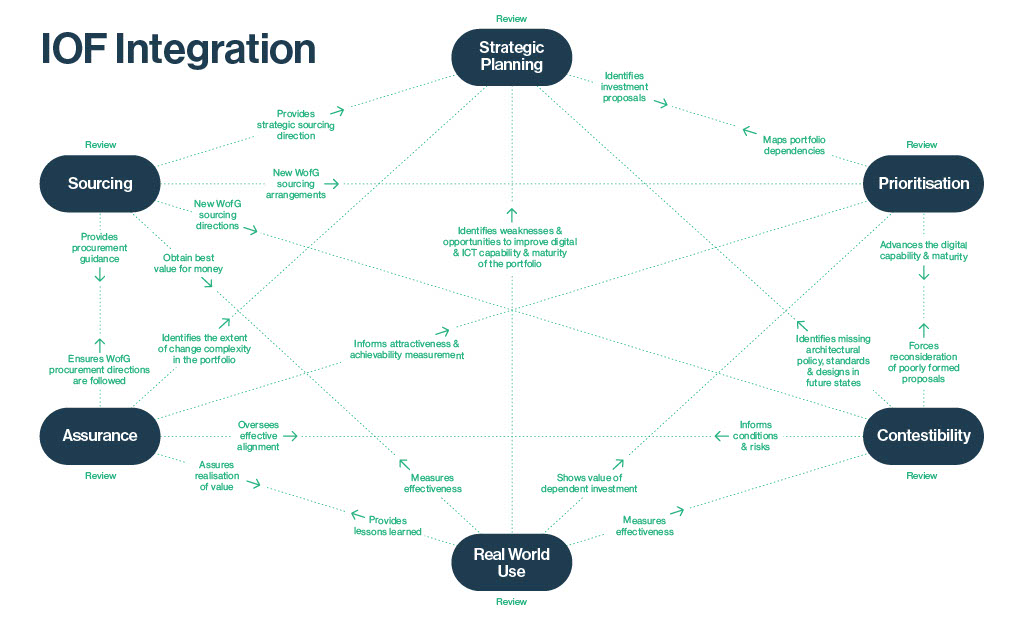 IOF Integration
Review
Strategic
Planning
Identifies
investment
proposals
Maps portfolio
dependencies
Provides
strategic sourcing
direction
Review
Sourcing
New WofG
sourcing
arrangements
New WofG
sourcing
directions
Review
Prioritisation
Provides
procurement
guidance
Obtain best
value for money
Identifies weaknesses &
opportunities to improve digital
& ICT capability & maturity
of the portfolio
Advances the digital
capability & maturity
Ensures WofG
procurement directions
are followed
Identifies the extent
of change complexity
in the portfolio
Informs attractiveness &
achievability measurement
Identifies missing
architectural
policy, standards
& designs in
future states
Forces
reconsideration
of poorly formed
proposals
Assurance
Review
Oversees
effective
alignment
Informs
conditions
& risks
Contestibility
Review
Assures
realisation
of value
Provides
lessons learned
Measures
effectiveness
Shows value of
dependent investment
Measures
effectiveness
Real World
Use
Review